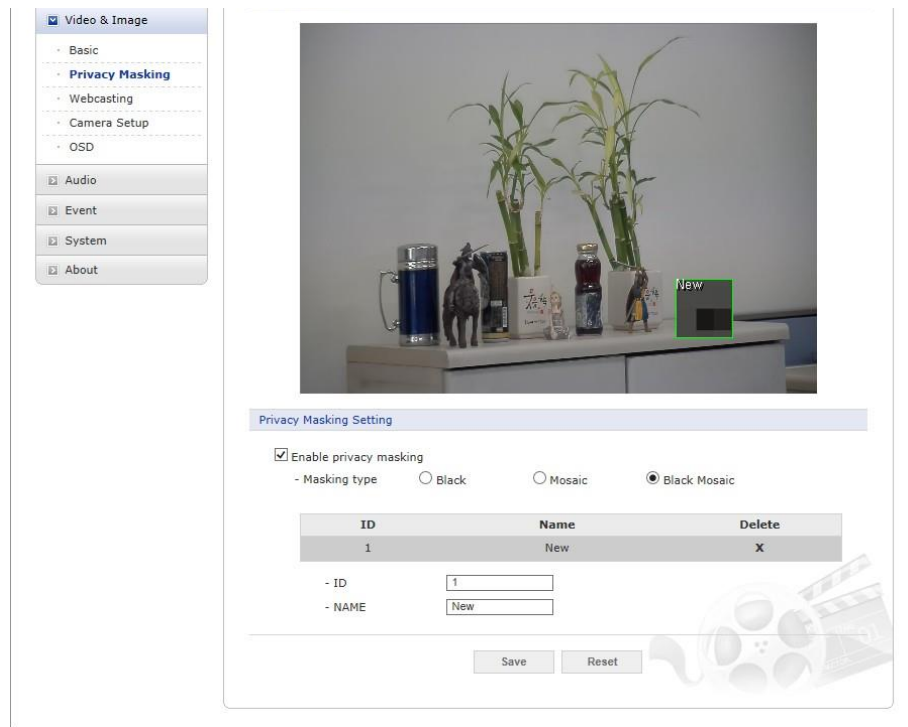 Video & Image
Basic
Privacy Masking
Webcasting
Camera Setup
OSD
Audio
Event
System
About
New
Privacy Masking Setting
Enable privacy masking
- Masking type Black Mosaic Black Mosaic
ID Name Delete
1 New X
- ID 1
- NAME New
Save Reset